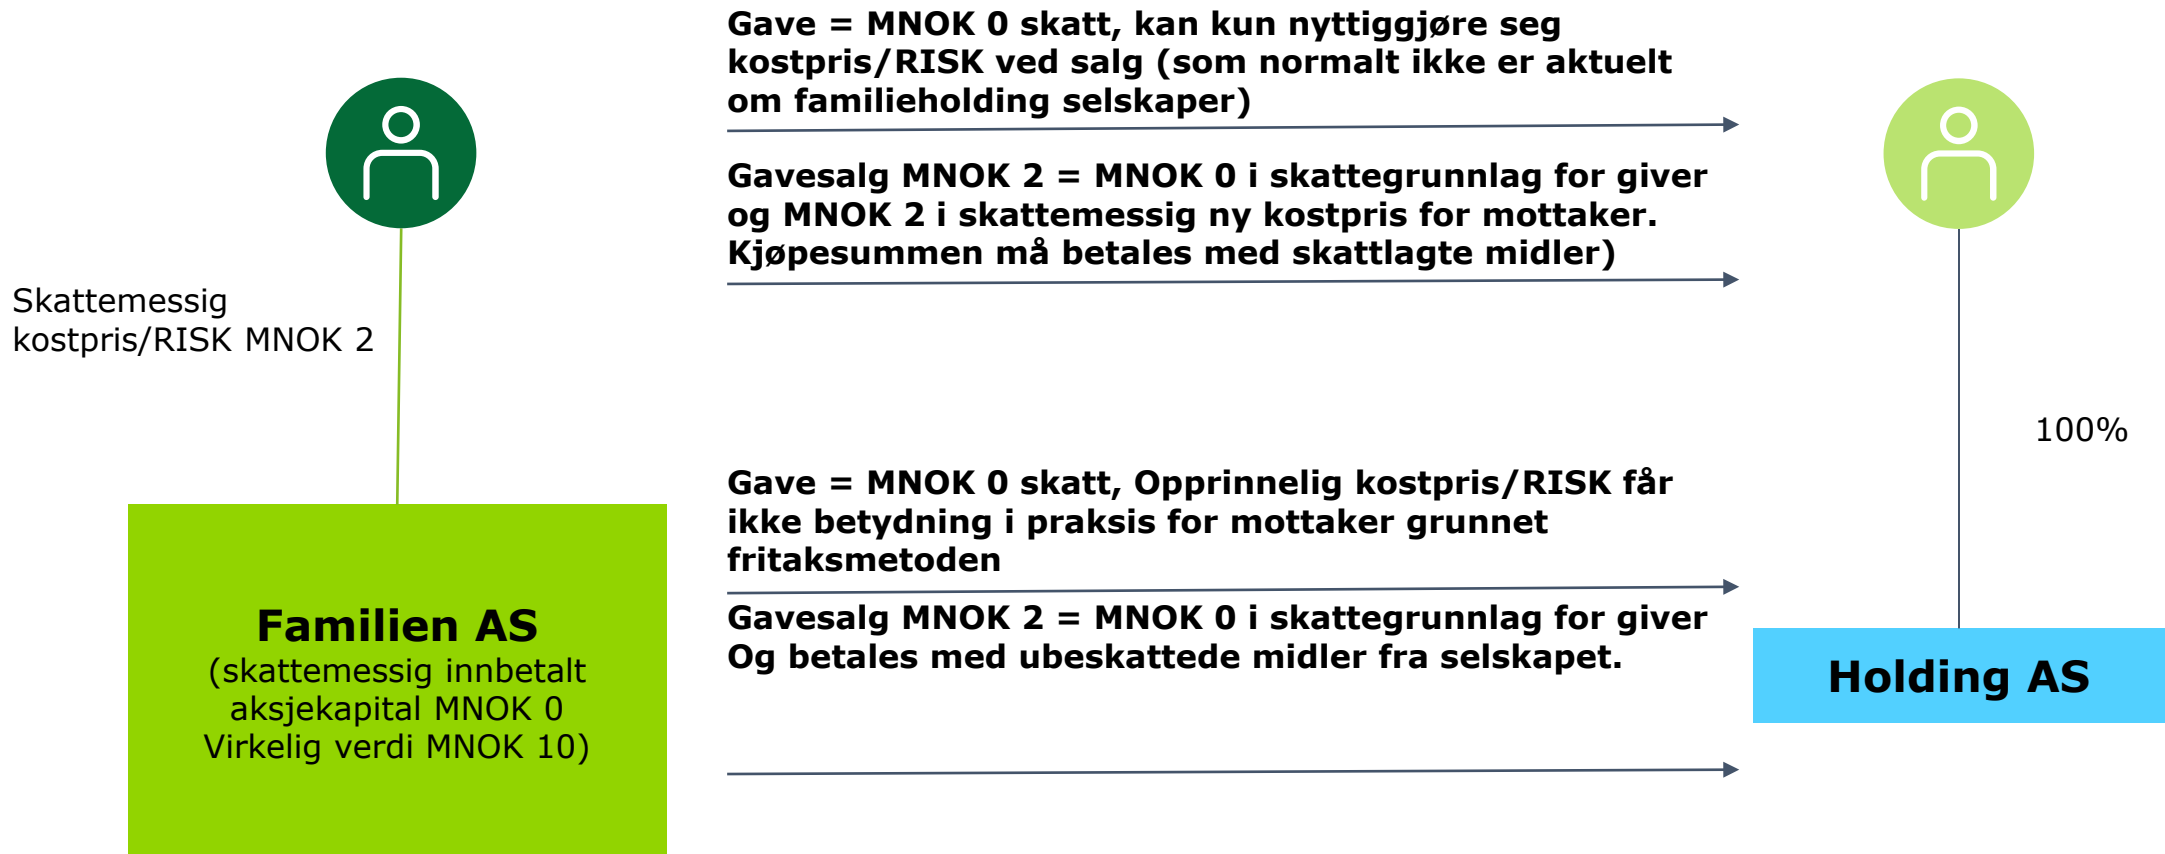 Gave = MNOK 0 skatt, kan kun nyttiggjøre seg
kostpris/RISK ved salg (som normalt ikke er aktuelt
om familieholding selskaper)
Gavesalg MNOK 2 = MNOK 0 i skattegrunnlag for giver
og MNOK 2 i skattemessig ny kostpris for mottaker.
Kjøpesummen må betales med skattlagte midler)
Skattemessig
kostpris/RISK MNOK 2
100%
Gave = MNOK 0 skatt, Opprinnelig kostpris/RISK får
ikke betydning i praksis for mottaker grunnet
fritaksmetoden
Gavesalg MNOK 2 = MNOK 0 i skattegrunnlag for giver
Og betales med ubeskattede midler fra selskapet.
Familien AS
(skattemessig innbetalt
aksjekapital MNOK 0
Virkelig verdi MNOK 10)
Holding AS